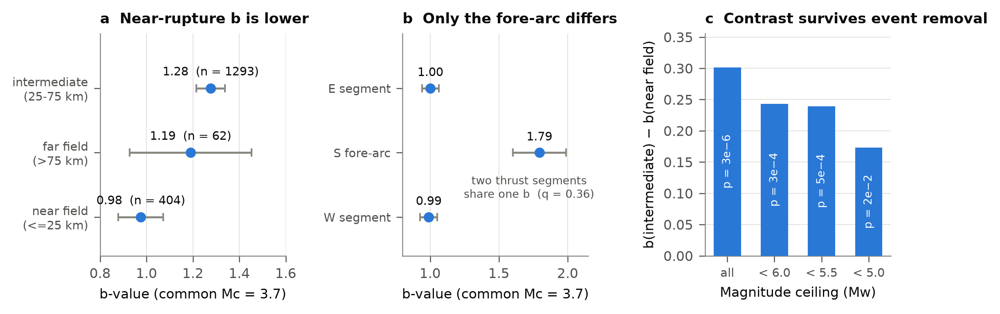 a  Near-rupture b is lower
1.28  (n = 1293)
intermediate
(25-75 km)
1.19  (n = 62)
far field
(>75 km)
0.98  (n = 404)
near field
(<=25 km)
0.8 1.0 1.2 1.4 1.6
b-value (common Mc = 3.7)
b  Only the fore-arc differs
1.00
E segment
1.79
S fore-arc
two thrust segments
share one b  (q = 0.36)
0.99
W segment
1.0 1.5 2.0
b-value (common Mc = 3.7)
c  Contrast survives event removal
b(intermediate) − b(near field)
0.35
0.30
0.25
0.20
0.15
0.10
0.05
0.00
p = 3e−6
p = 3e−4
p = 5e−4
p = 2e−2
all < 6.0 < 5.5 < 5.0
Magnitude ceiling (Mw)